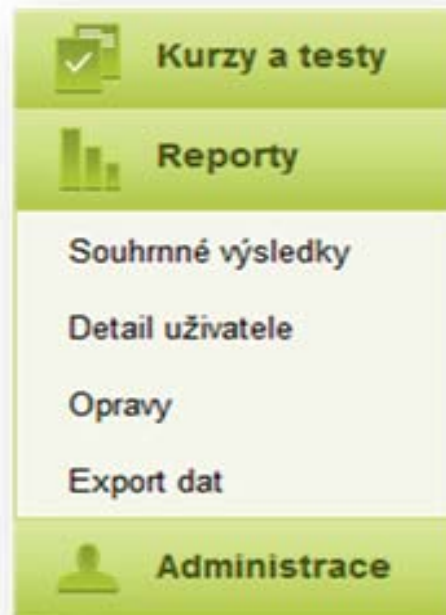 Kurzy a testy
Reporty
Souhrnné výsledky
Detail uživatele
Opravy
Export dat
Administrace